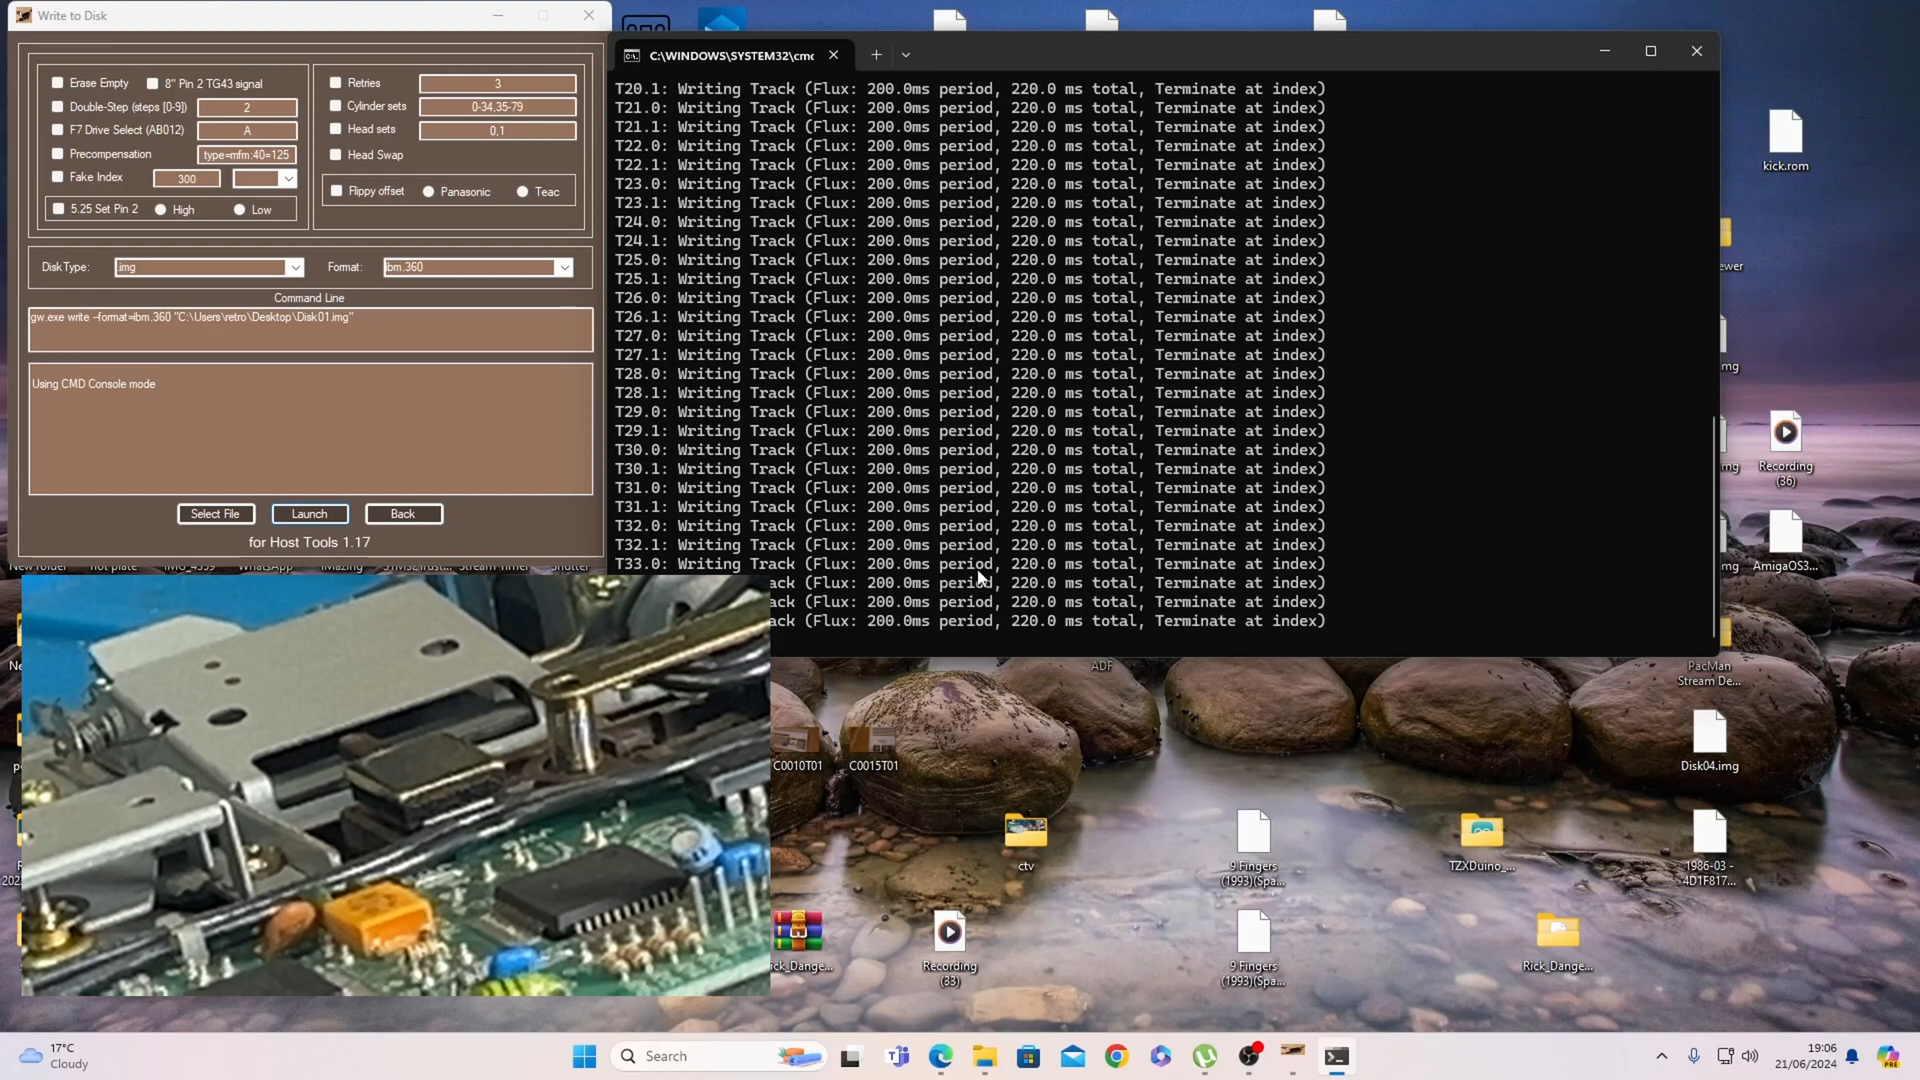 Write to Disk
Erase Empty
8" Pin 2 TG43 signal
Double-Step (steps [0-9])
2
F7 Drive Select (AB012)
A
Precompensation
type=mfm:40=125
Fake Index
300
5.25 Set Pin 2
High
Low
Retries
3
Cylinder sets
0-34,35-79
Head sets
0,1
Head Swap
Flippy offset
Panasonic
Teac
Disk Type:
.img
Format:
ibm.360
Command Line
gw.exe write --format=ibm.360 "C:\Users\retro\Desktop\Disk01.img"
Using CMD Console mode
Select File
Launch
Back
for Host Tools 1.17
C:\WINDOWS\SYSTEM32\cmd
T20.1: Writing Track (Flux: 200.0ms period, 220.0 ms total, Terminate at index)
T21.0: Writing Track (Flux: 200.0ms period, 220.0 ms total, Terminate at index)
T21.1: Writing Track (Flux: 200.0ms period, 220.0 ms total, Terminate at index)
T22.0: Writing Track (Flux: 200.0ms period, 220.0 ms total, Terminate at index)
T22.1: Writing Track (Flux: 200.0ms period, 220.0 ms total, Terminate at index)
T23.0: Writing Track (Flux: 200.0ms period, 220.0 ms total, Terminate at index)
T23.1: Writing Track (Flux: 200.0ms period, 220.0 ms total, Terminate at index)
T24.0: Writing Track (Flux: 200.0ms period, 220.0 ms total, Terminate at index)
T24.1: Writing Track (Flux: 200.0ms period, 220.0 ms total, Terminate at index)
T25.0: Writing Track (Flux: 200.0ms period, 220.0 ms total, Terminate at index)
T25.1: Writing Track (Flux: 200.0ms period, 220.0 ms total, Terminate at index)
T26.0: Writing Track (Flux: 200.0ms period, 220.0 ms total, Terminate at index)
T26.1: Writing Track (Flux: 200.0ms period, 220.0 ms total, Terminate at index)
T27.0: Writing Track (Flux: 200.0ms period, 220.0 ms total, Terminate at index)
T27.1: Writing Track (Flux: 200.0ms period, 220.0 ms total, Terminate at index)
T28.0: Writing Track (Flux: 200.0ms period, 220.0 ms total, Terminate at index)
T28.1: Writing Track (Flux: 200.0ms period, 220.0 ms total, Terminate at index)
T29.0: Writing Track (Flux: 200.0ms period, 220.0 ms total, Terminate at index)
T29.1: Writing Track (Flux: 200.0ms period, 220.0 ms total, Terminate at index)
T30.0: Writing Track (Flux: 200.0ms period, 220.0 ms total, Terminate at index)
T30.1: Writing Track (Flux: 200.0ms period, 220.0 ms total, Terminate at index)
T31.0: Writing Track (Flux: 200.0ms period, 220.0 ms total, Terminate at index)
T31.1: Writing Track (Flux: 200.0ms period, 220.0 ms total, Terminate at index)
T32.0: Writing Track (Flux: 200.0ms period, 220.0 ms total, Terminate at index)
T32.1: Writing Track (Flux: 200.0ms period, 220.0 ms total, Terminate at index)
T33.0: Writing Track (Flux: 200.0ms period, 220.0 ms total, Terminate at index)
ack (Flux: 200.0ms period, 220.0 ms total, Terminate at index)
ack (Flux: 200.0ms period, 220.0 ms total, Terminate at index)
ack (Flux: 200.0ms period, 220.0 ms total, Terminate at index)
kick.rom
ewer
mg
mg
Recording
(36)
mg
AmigaOS3...
ADF
PacMan
Stream De...
C0010T01
C0015T01
Disk04.img
ctv
9 Fingers
(1993)(Spa...
TZXDuino_...
1986-03 -
4D1F817...
ick_Dange...
Recording
(33)
9 Fingers
(1993)(Spa...
Rick_Dange...
17°C
Cloudy
Search
19:06
21/06/2024
PRE